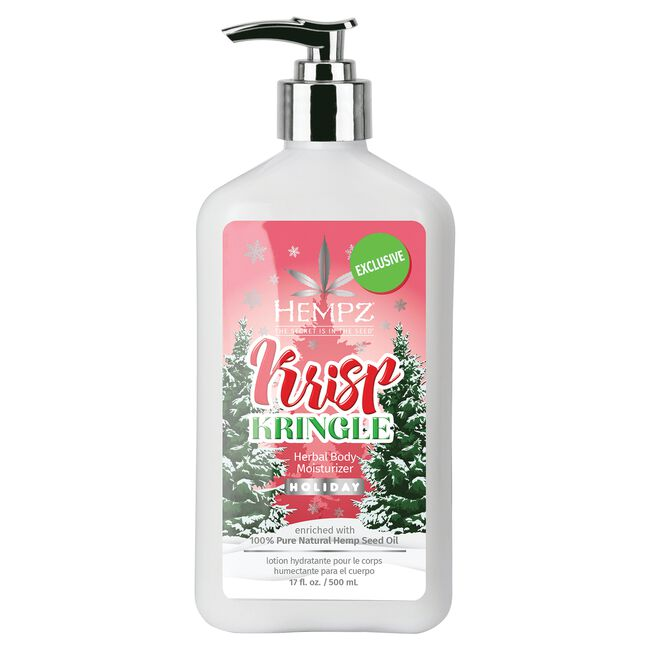 EXCLUSIVE
HEMPZ
THE SECRET IS IN THE SEED®
Krisp
KRINGLE
Herbal Body
Moisturizer
HOLIDAY
enriched with
100% Pure Natural Hemp Seed Oil
lotion hydratante pour le corps
humectante para el cuerpo
17 fl. oz. / 500 mL